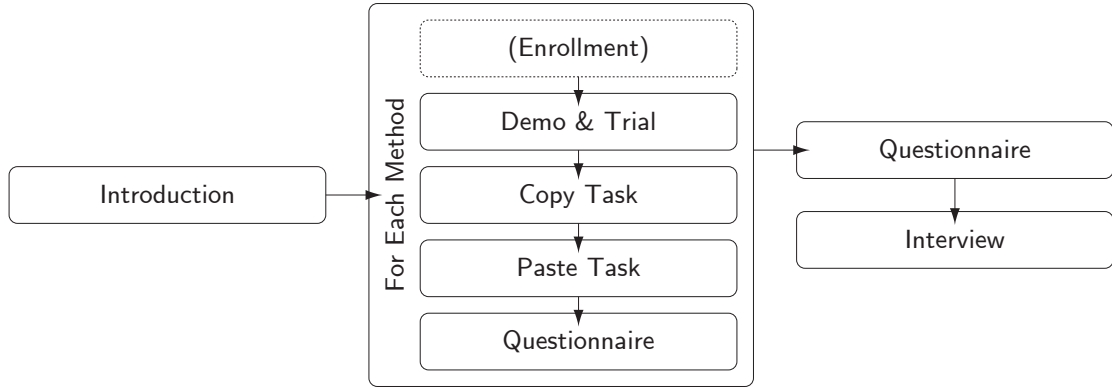 Introduction
For Each Method
(Enrollment)
Demo & Trial
Copy Task
Paste Task
Questionnaire
Questionnaire
Interview